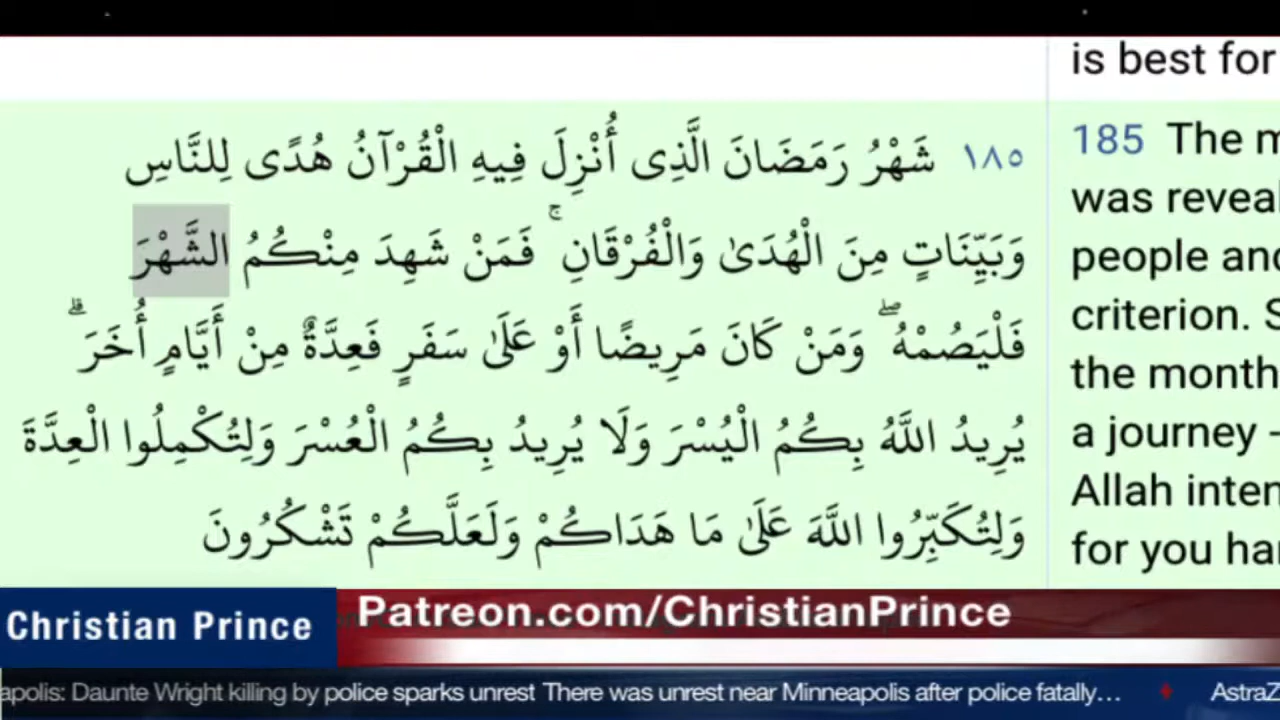 is best for
١٨٥ شَهْرُ رَمَضَانَ الَّذِى أُنْزِلَ فِيهِ الْقُرْآنُ هُدًى لِلنَّاسِ
وَبَيِّنَاتٍ مِنَ الْهُدَىٰ وَالْفُرْقَانِ ۚ فَمَنْ شَهِدَ مِنْكُمُ الشَّهْرَ
فَلْيَصُمْهُ ۖ وَمَنْ كَانَ مَرِيضًا أَوْ عَلَىٰ سَفَرٍ فَعِدَّةٌ مِنْ أَيَّامٍ أُخَرَ ۗ
يُرِيدُ اللَّهُ بِكُمُ الْيُسْرَ وَلَا يُرِيدُ بِكُمُ الْعُسْرَ وَلِتُكْمِلُوا الْعِدَّةَ
وَلِتُكَبِّرُوا اللَّهَ عَلَىٰ مَا هَدَاكُمْ وَلَعَلَّكُمْ تَشْكُرُونَ
185 The m
was reveal
people and
criterion. S
the month
a journey -
Allah inten
for you har
Christian Prince
Patreon.com/ChristianPrince
apolis: Daunte Wright killing by police sparks unrest There was unrest near Minneapolis after police fatally… AstraZ